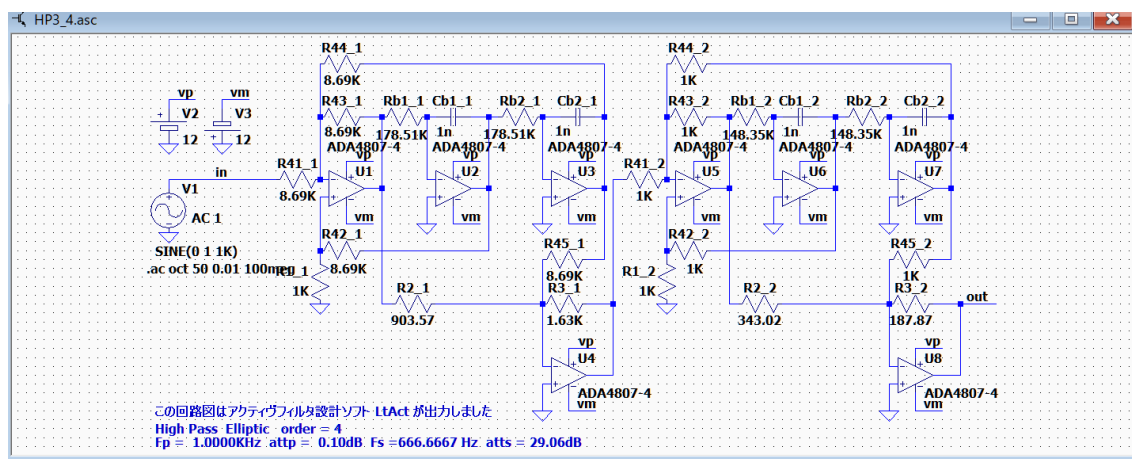 HP3_4.asc
R44_1
8.69K
R44_2
1K
vp
V2
12
vm
V3
12
R43_1
8.69K
Rb1_1
178.51K
Cb1_1
1n
Rb2_1
178.51K
Cb2_1
1n
R43_2
1K
Rb1_2
148.35K
Cb1_2
1n
Rb2_2
148.35K
Cb2_2
1n
ADA4807-4
ADA4807-4
ADA4807-4
ADA4807-4
ADA4807-4
ADA4807-4
in
R41_1
8.69K
vp
U1
vm
vp
U2
vm
vp
U3
vm
R41_2
1K
vp
U5
vm
vp
U6
vm
vp
U7
vm
V1
AC 1
SINE(0 1 1K)
.ac oct 50 0.01 100meg
R42_1
8.69K
R1_1
1K
R42_2
1K
R1_2
1K
R45_1
8.69K
R45_2
1K
R2_1
903.57
R3_1
1.63K
R2_2
343.02
R3_2
187.87
out
vp
U4
ADA4807-4
vm
vp
U8
ADA4807-4
vm
この回路図はアクティヴフィルタ設計ソフト LtAct が出力しました
High Pass Elliptic order = 4
Fp = 1.0000KHz attp = 0.10dB Fs =666.6667 Hz atts = 29.06dB